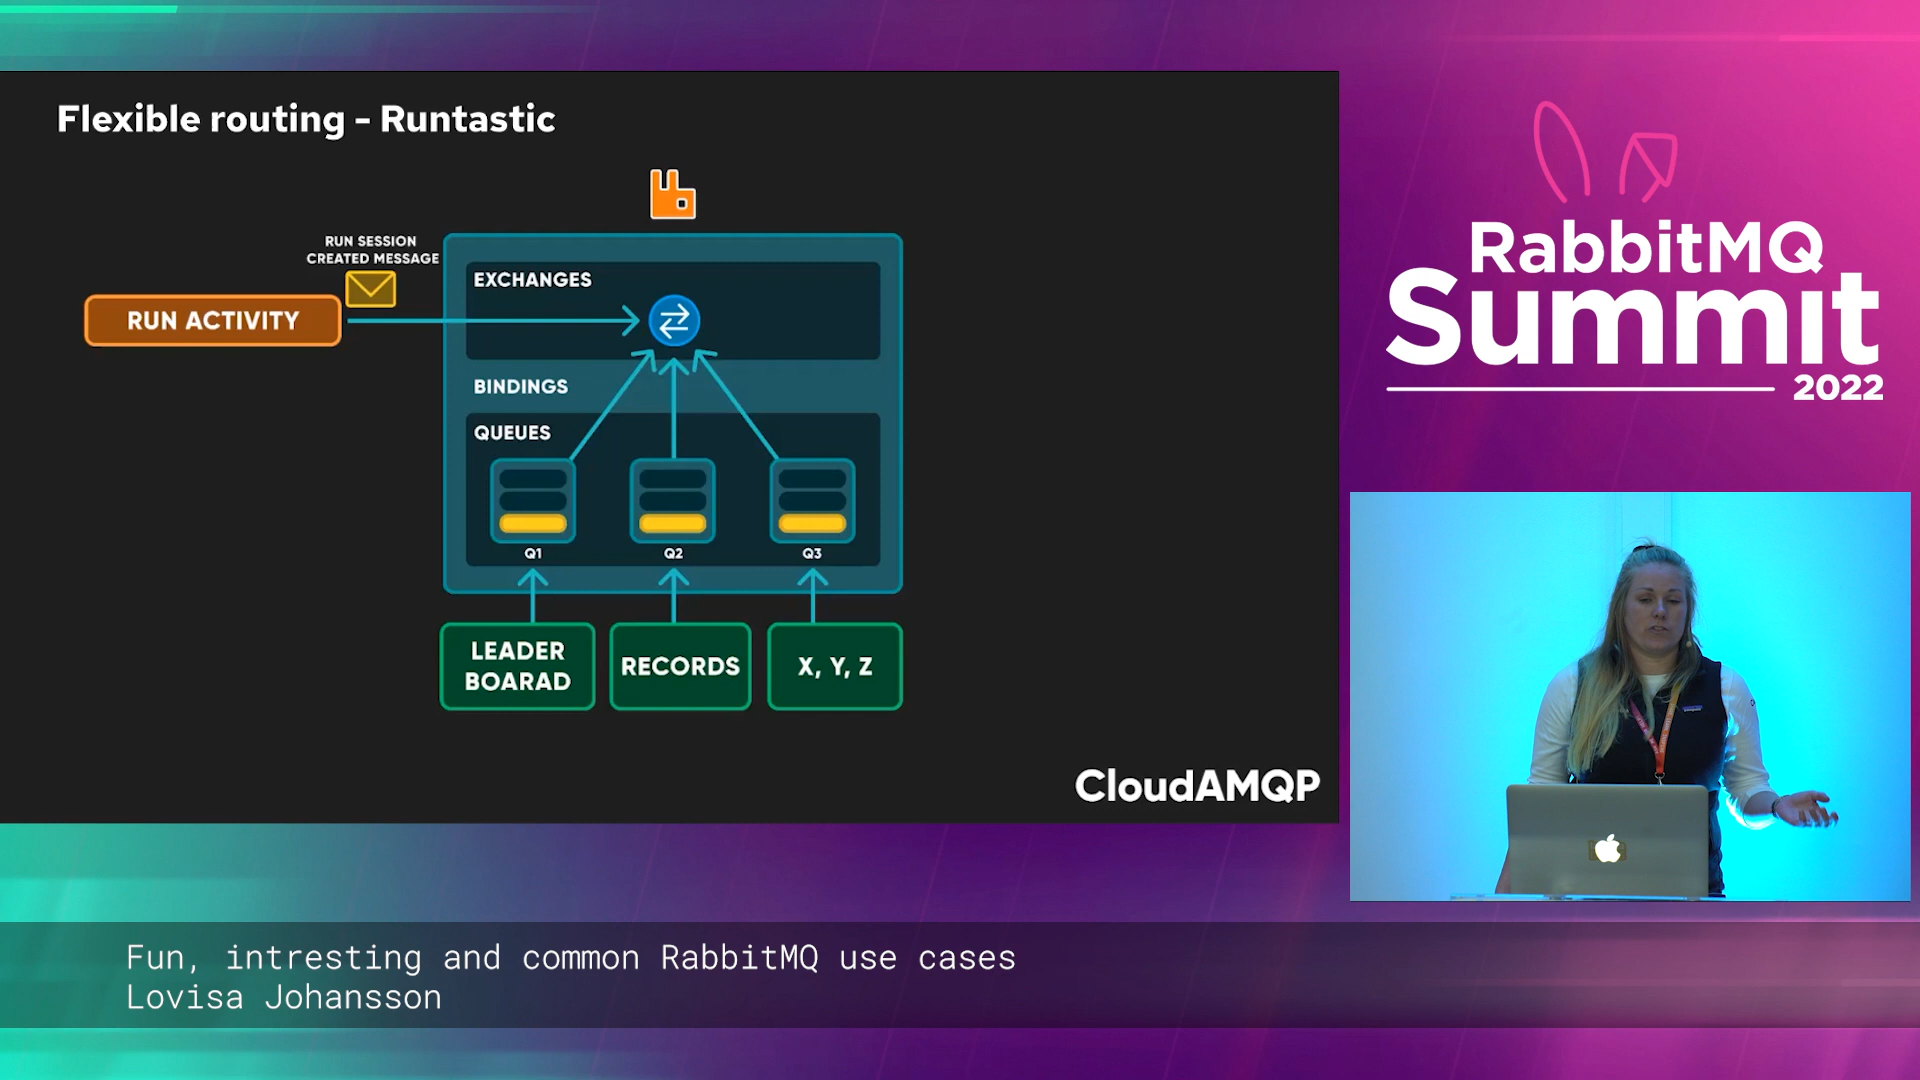 Flexible routing - Runtastic
RUN SESSION
CREATED MESSAGE
RUN ACTIVITY
EXCHANGES
BINDINGS
QUEUES
Q1
Q2
Q3
LEADER
BOARAD
RECORDS
X, Y, Z
CloudAMQP
RabbitMQ
Summit
2022
Fun, intresting and common RabbitMQ use cases
Lovisa Johansson